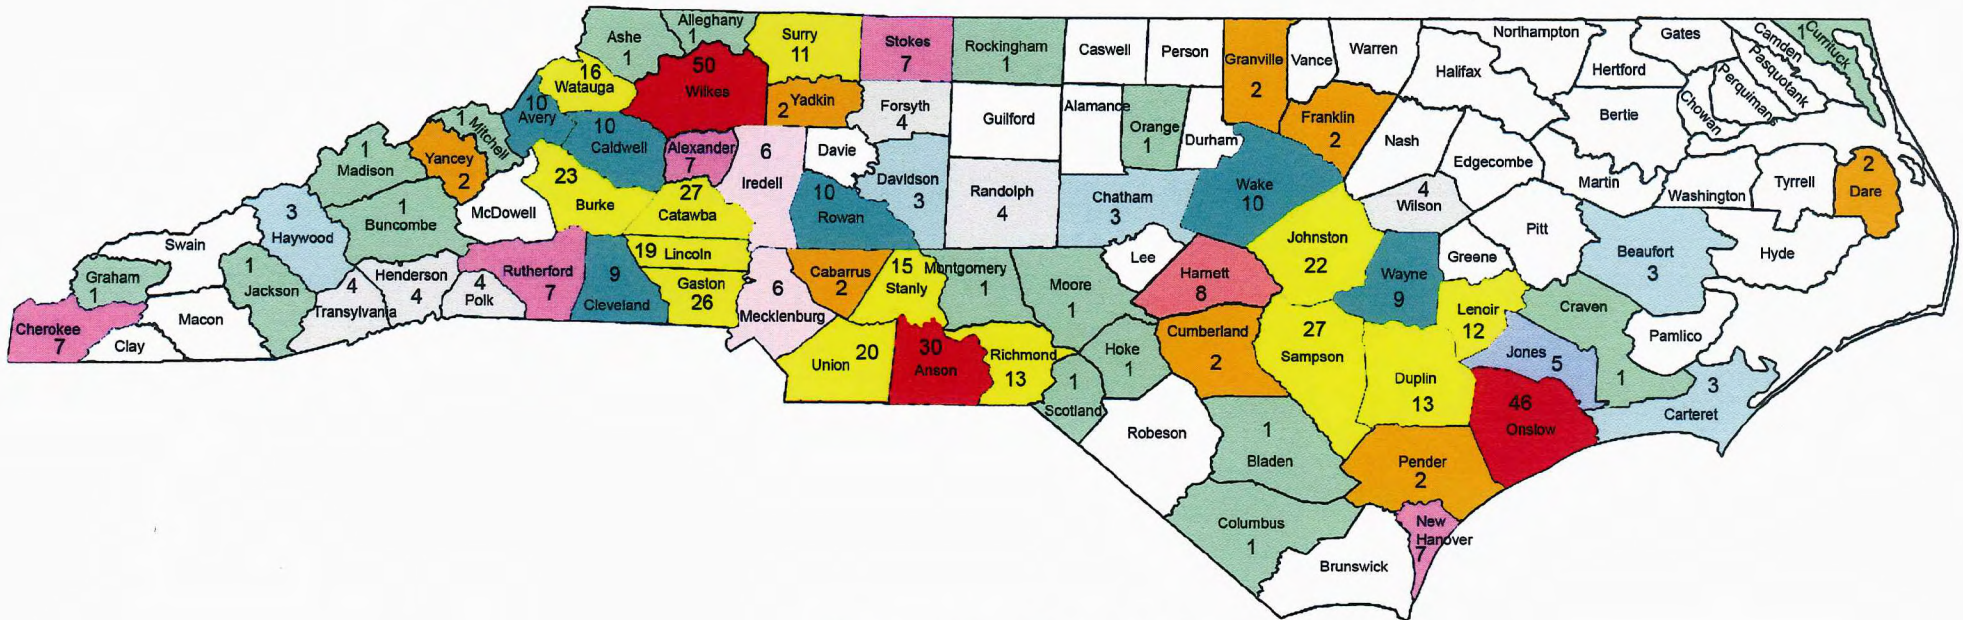 Ashe
1
Alleghany
1
Surry
11
Stokes
7
Rockingham
1
Caswell
Person
Granville
2
Vance
Warren
Northampton
Gates
Camden
1
Currituck
Pasquotank
Perquimans
Chowan
Hertford
Halifax
Bertie
16
Watauga
50
Wilkes
2
Yadkin
Forsyth
4
Guilford
Alamance
Orange
1
Durham
Franklin
2
Nash
Edgecombe
Martin
Washington
Tyrrell
2
Dare
10
Avery
1
Mitchell
10
Caldwell
Alexander
7
6
Iredell
Davie
Davidson
3
Randolph
4
Chatham
3
Wake
10
4
Wilson
Pitt
Beaufort
3
Hyde
1
Madison
Yancey
2
23
Burke
27
Catawba
10
Rowan
1
Buncombe
McDowell
3
Haywood
Swain
Graham
1
1
Jackson
4
Transylvania
Henderson
4
4
Polk
Rutherford
7
9
Cleveland
19 Lincoln
Gaston
26
6
Mecklenburg
Cabarrus
2
15
Stanly
Montgomery
1
Moore
1
Lee
Harnett
8
Johnston
22
Wayne
9
Greene
Lenoir
12
Craven
1
Pamlico
Cherokee
7
Clay
Macon
Union 20
30
Anson
Richmond
13
1
Scotland
Hoke
1
Cumberland
2
27
Sampson
Duplin
13
Jones
5
46
Onslow
3
Carteret
Robeson
1
Bladen
Pender
2
Columbus
1
Brunswick
New
Hanover
7